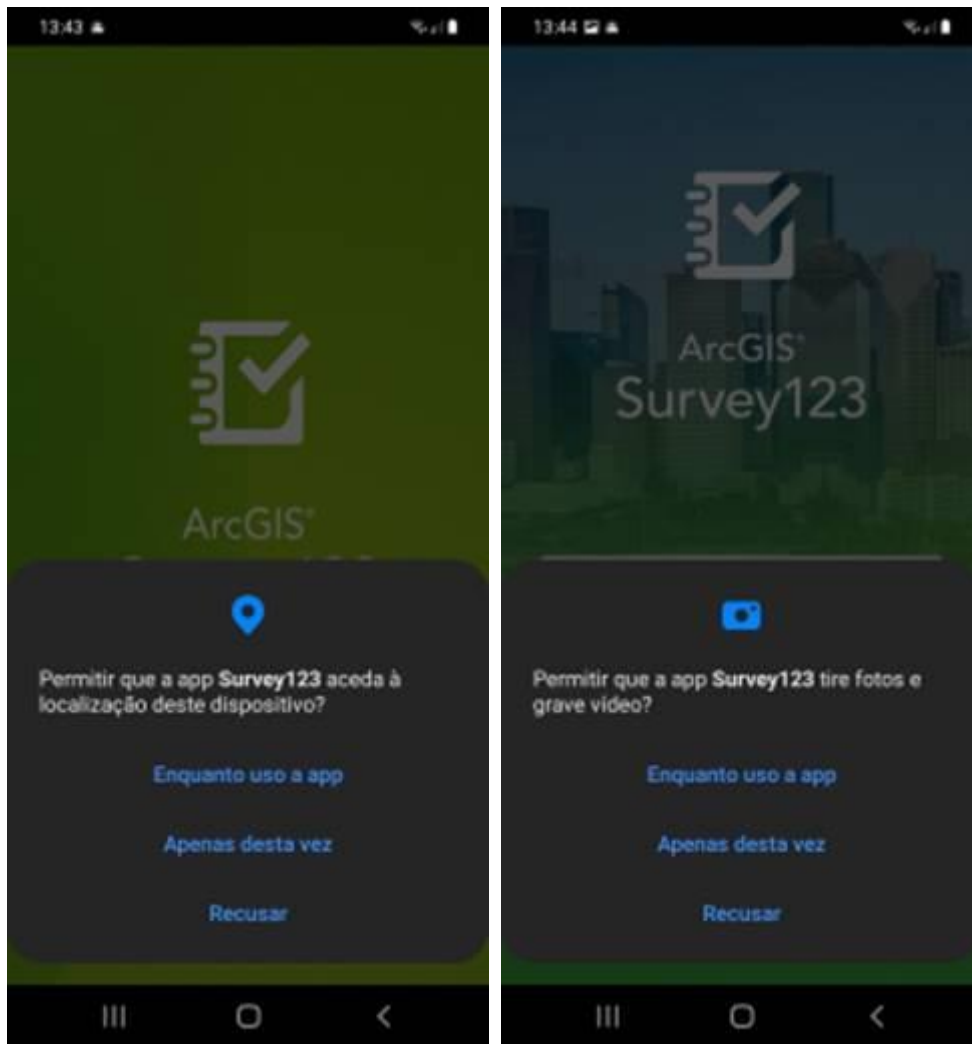 13:43
ArcGIS®
Permitir que a app Survey123 aceda à
localização deste dispositivo?
Enquanto uso a app
Apenas desta vez
Recusar
13:44
ArcGIS®
Survey123
Permitir que a app Survey123 tire fotos e
grave vídeo?
Enquanto uso a app
Apenas desta vez
Recusar